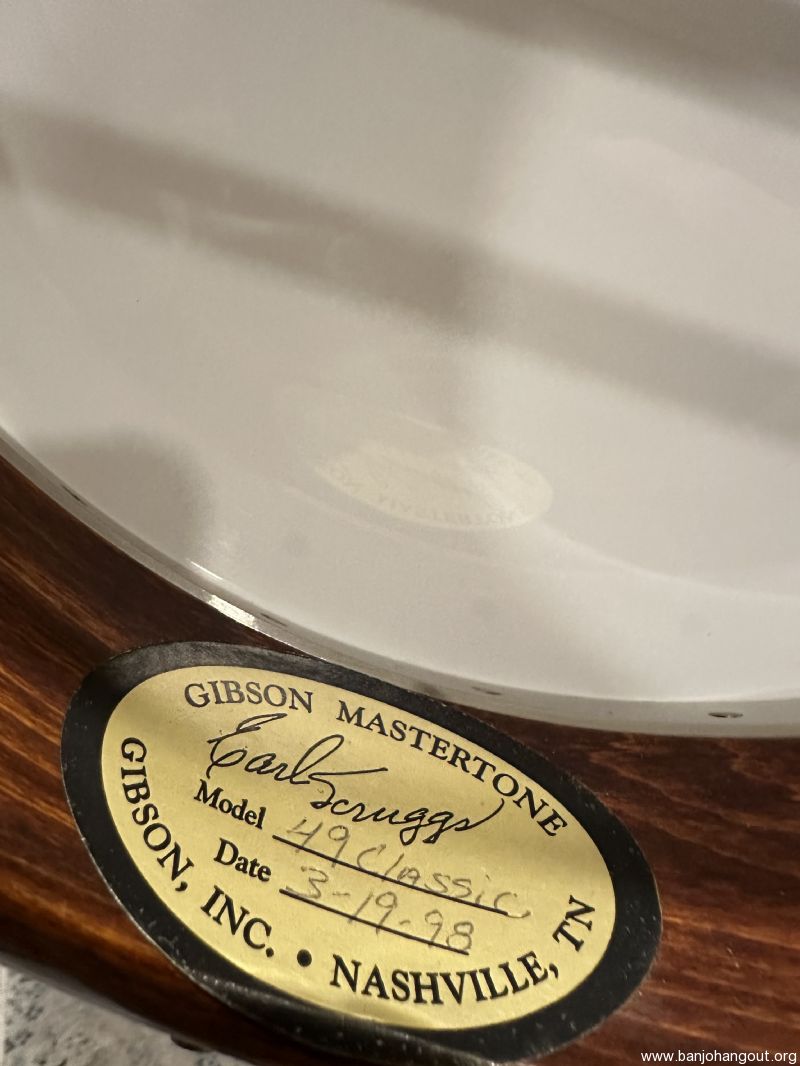 GIBSON MASTERTONE
Earl Scruggs
Model 49 Classic
Date 3-19-98
GIBSON, INC. • NASHVILLE, TN
www.banjohangout.org